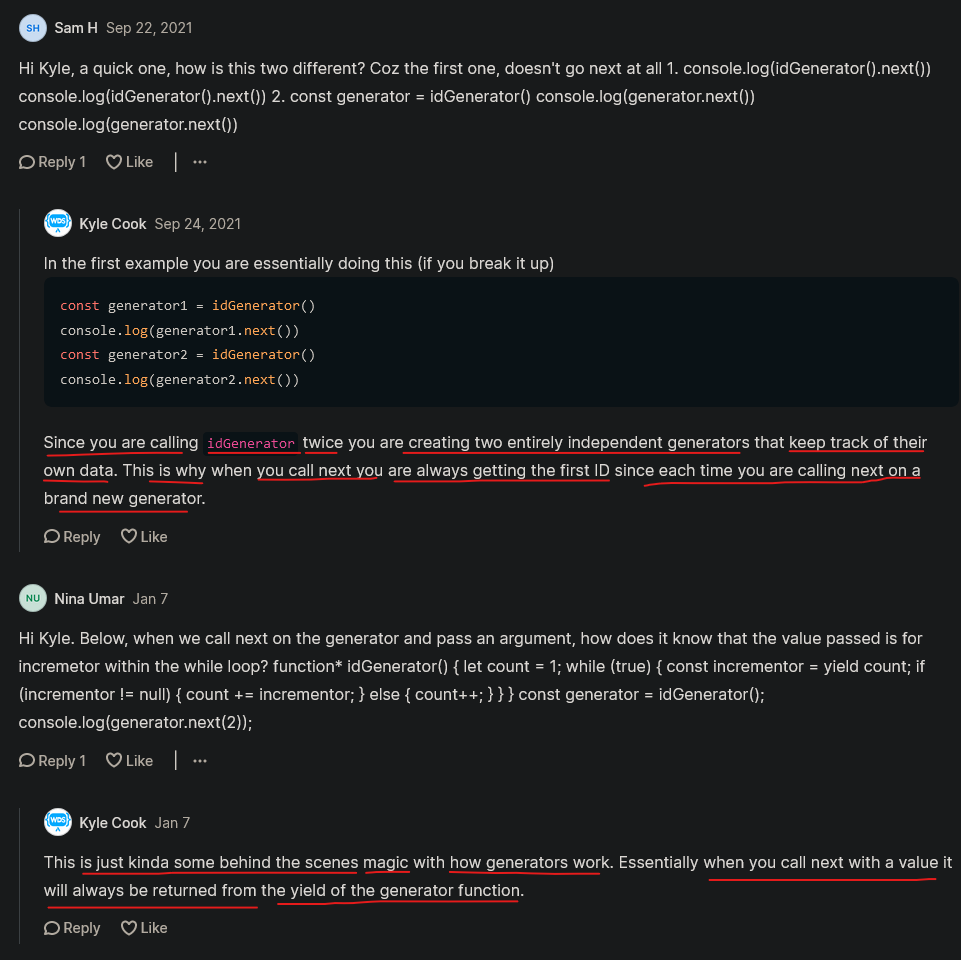 SH Sam H Sep 22, 2021
Hi Kyle, a quick one, how is this two different? Coz the first one, doesn't go next at all 1. console.log(idGenerator().next())
console.log(idGenerator().next()) 2. const generator = idGenerator() console.log(generator.next())
console.log(generator.next())
Reply 1 Like ...
WDS Kyle Cook Sep 24, 2021
In the first example you are essentially doing this (if you break it up)
const generator1 = idGenerator()
console.log(generator1.next())
const generator2 = idGenerator()
console.log(generator2.next())
Since you are calling idGenerator twice you are creating two entirely independent generators that keep track of their
own data. This is why when you call next you are always getting the first ID since each time you are calling next on a
brand new generator.
Reply Like
NU Nina Umar Jan 7
Hi Kyle. Below, when we call next on the generator and pass an argument, how does it know that the value passed is for
incremetor within the while loop? function* idGenerator() { let count = 1; while (true) { const incrementor = yield count; if
(incrementor != null) { count += incrementor; } else { count++; } } } const generator = idGenerator();
console.log(generator.next(2));
Reply 1 Like ...
WDS Kyle Cook Jan 7
This is just kinda some behind the scenes magic with how generators work. Essentially when you call next with a value it
will always be returned from the yield of the generator function.
Reply Like